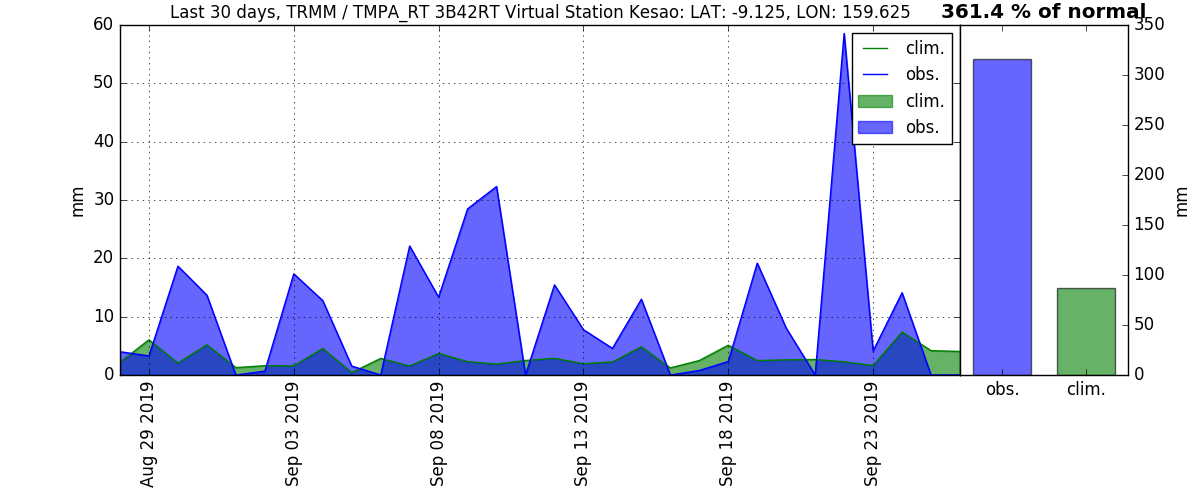 Last 30 days, TRMM / TMPA_RT 3B42RT Virtual Station Kesao: LAT: -9.125, LON: 159.625
361.4 % of normal
mm
60
50
40
30
20
10
0
clim.
obs.
clim.
obs.
Aug 29 2019
Sep 03 2019
Sep 08 2019
Sep 13 2019
Sep 18 2019
Sep 23 2019
350
300
250
200
150
100
50
0
mm
obs.
clim.